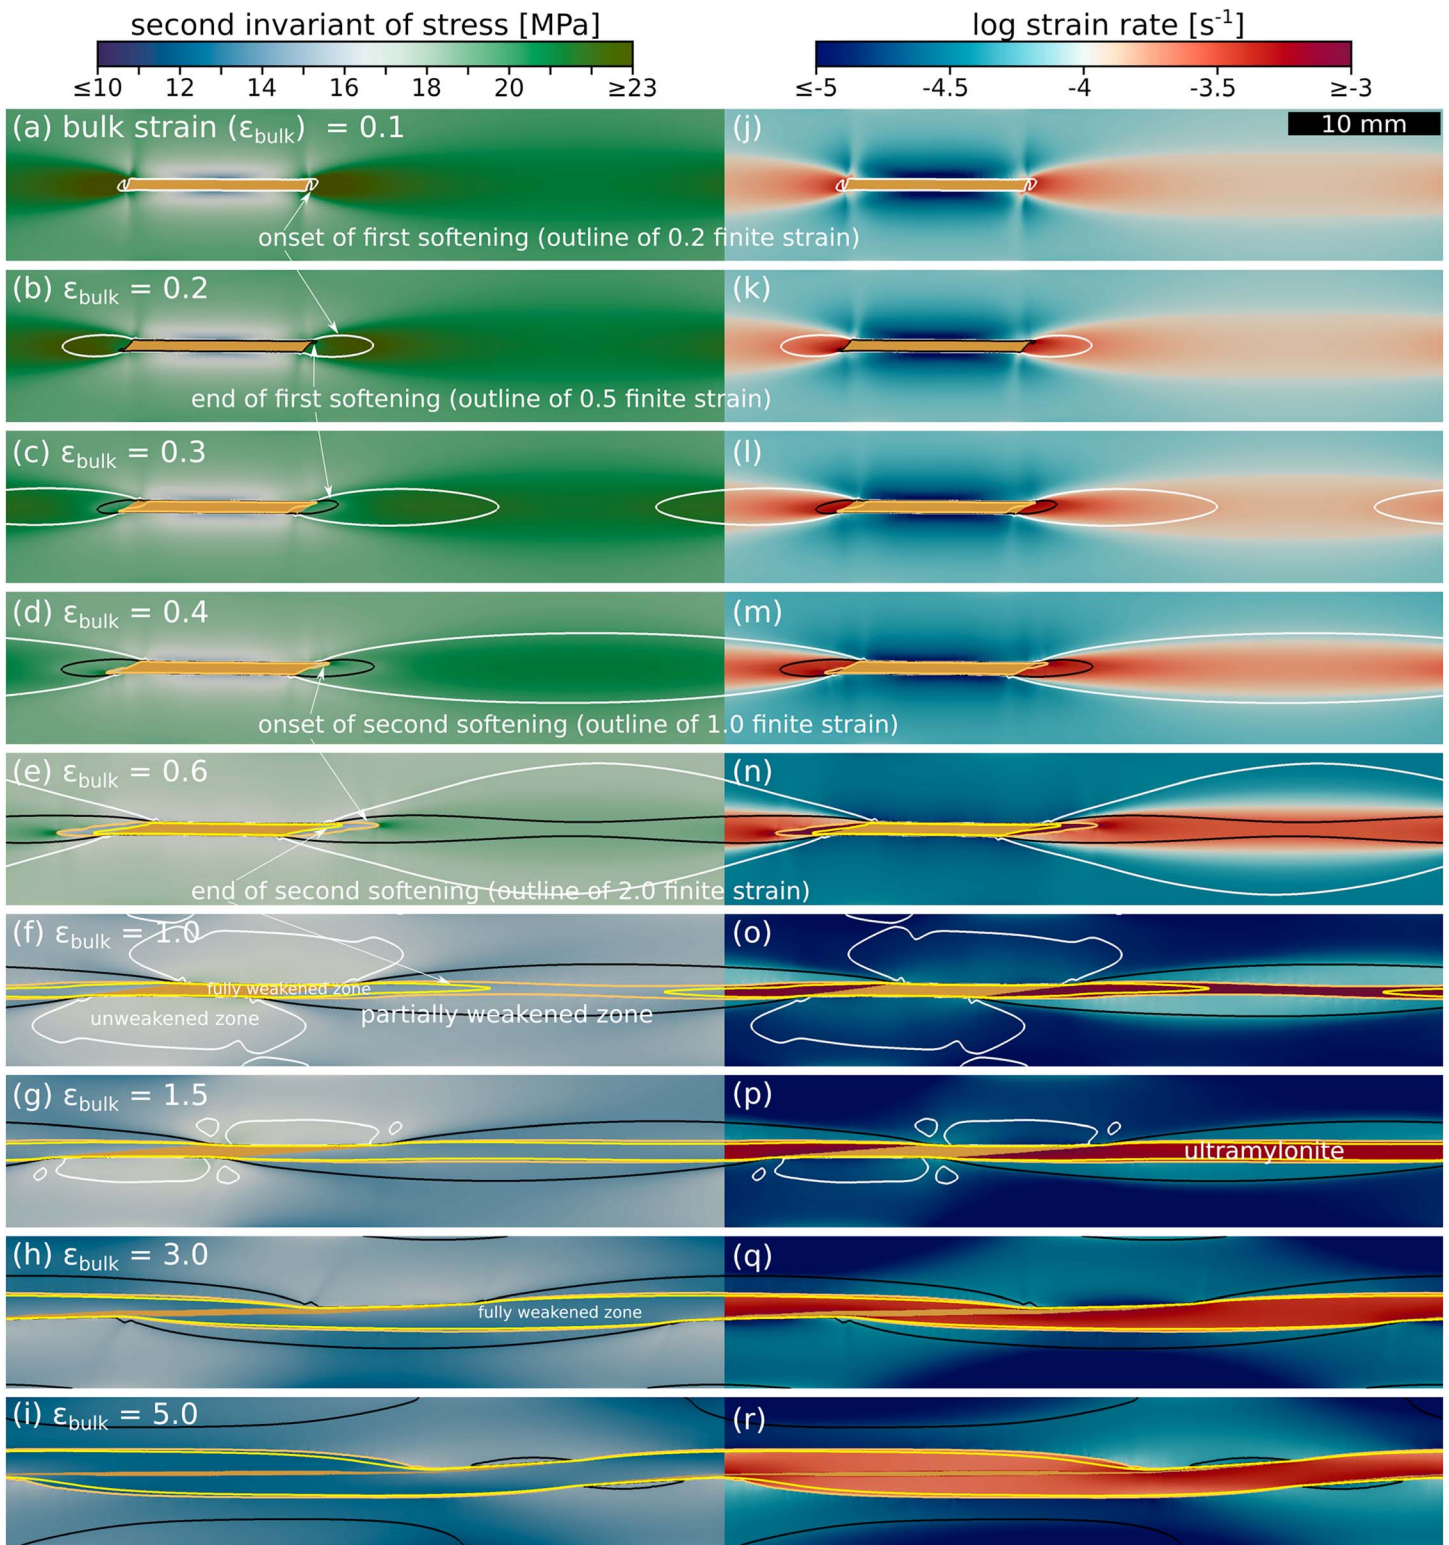 second invariant of stress [MPa]
log strain rate [s⁻¹]
≤10 12 14 16 18 20 ≥23
≤-5 -4.5 -4 -3.5 ≥-3
(a) bulk strain (εbulk) = 0.1
(j)
10 mm
onset of first softening (outline of 0.2 finite strain)
(b) εbulk = 0.2
(k)
end of first softening (outline of 0.5 finite strain)
(c) εbulk = 0.3
(l)
(d) εbulk = 0.4
(m)
onset of second softening (outline of 1.0 finite strain)
(e) εbulk = 0.6
(n)
end of second softening (outline of 2.0 finite strain)
(f) εbulk = 1.0
(o)
fully weakened zone
unweakened zone
partially weakened zone
(g) εbulk = 1.5
(p)
ultramylonite
(h) εbulk = 3.0
(q)
fully weakened zone
(i) εbulk = 5.0
(r)